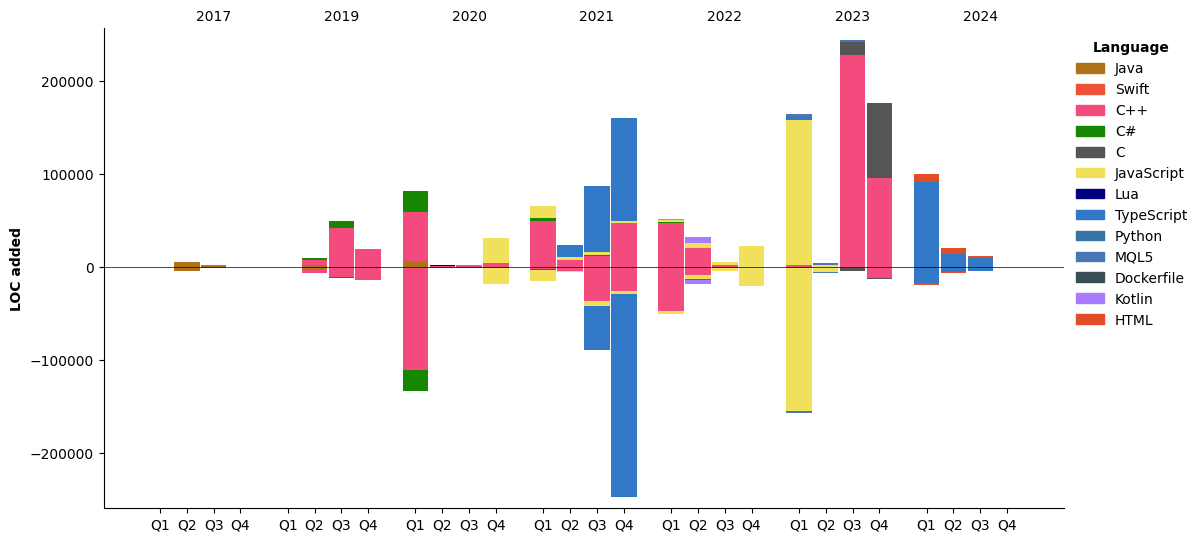 2017 2019 2020 2021 2022 2023 2024
Language
Java
Swift
C++
C#
C
JavaScript
Lua
TypeScript
Python
MQL5
Dockerfile
Kotlin
HTML
LOC added
200000
100000
0
−100000
−200000
Q1 Q2 Q3 Q4 Q1 Q2 Q3 Q4 Q1 Q2 Q3 Q4 Q1 Q2 Q3 Q4 Q1 Q2 Q3 Q4 Q1 Q2 Q3 Q4 Q1 Q2 Q3 Q4